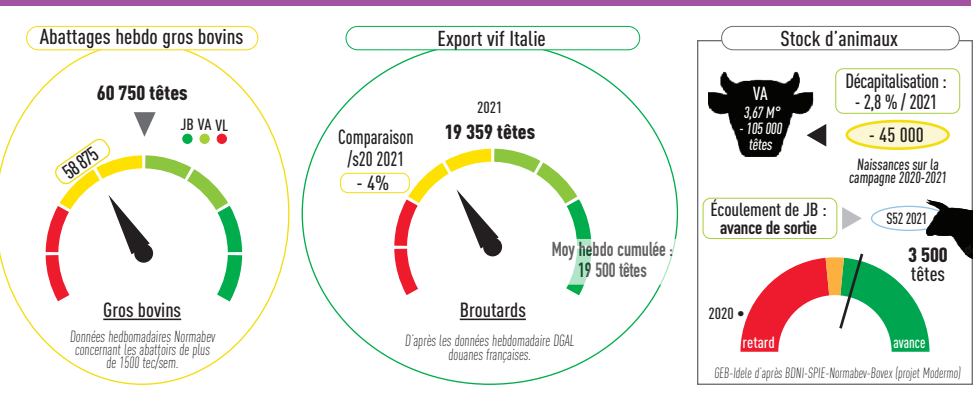 Abattages hebdo gros bovins
60 750 têtes
JB VA VL
58 875
Gros bovins
Données hedbomadaires Normabev
concernant les abattoirs de plus
de 1500 tec/sem.
Export vif Italie
2021
19 359 têtes
Comparaison
/s20 2021
- 4%
Moy hebdo cumulée :
19 500 têtes
Broutards
D'après les données hebdomadaire DGAL
douanes françaises.
Stock d'animaux
VA
3,67 M°
- 105 000
têtes
Décapitalisation :
- 2,8 % / 2021
- 45 000
Naissances sur la
campagne 2020-2021
Écoulement de JB :
avance de sortie
S52 2021
3 500
têtes
2020
retard
avance
GEB-Idele d'après BDNI-SPIE-Normabev-Bovex (projet Modermo)